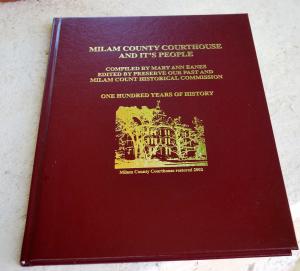 MILAM COUNTY COURTHOUSE
AND IT'S PEOPLE
COMPILED BY MARY ANN EANES
EDITED BY PRESERVE OUR PAST AND
MILAM COUNT HISTORICAL COMMISSION
ONE HUNDRED YEARS OF HISTORY
Milam County Courthouse restored 2002